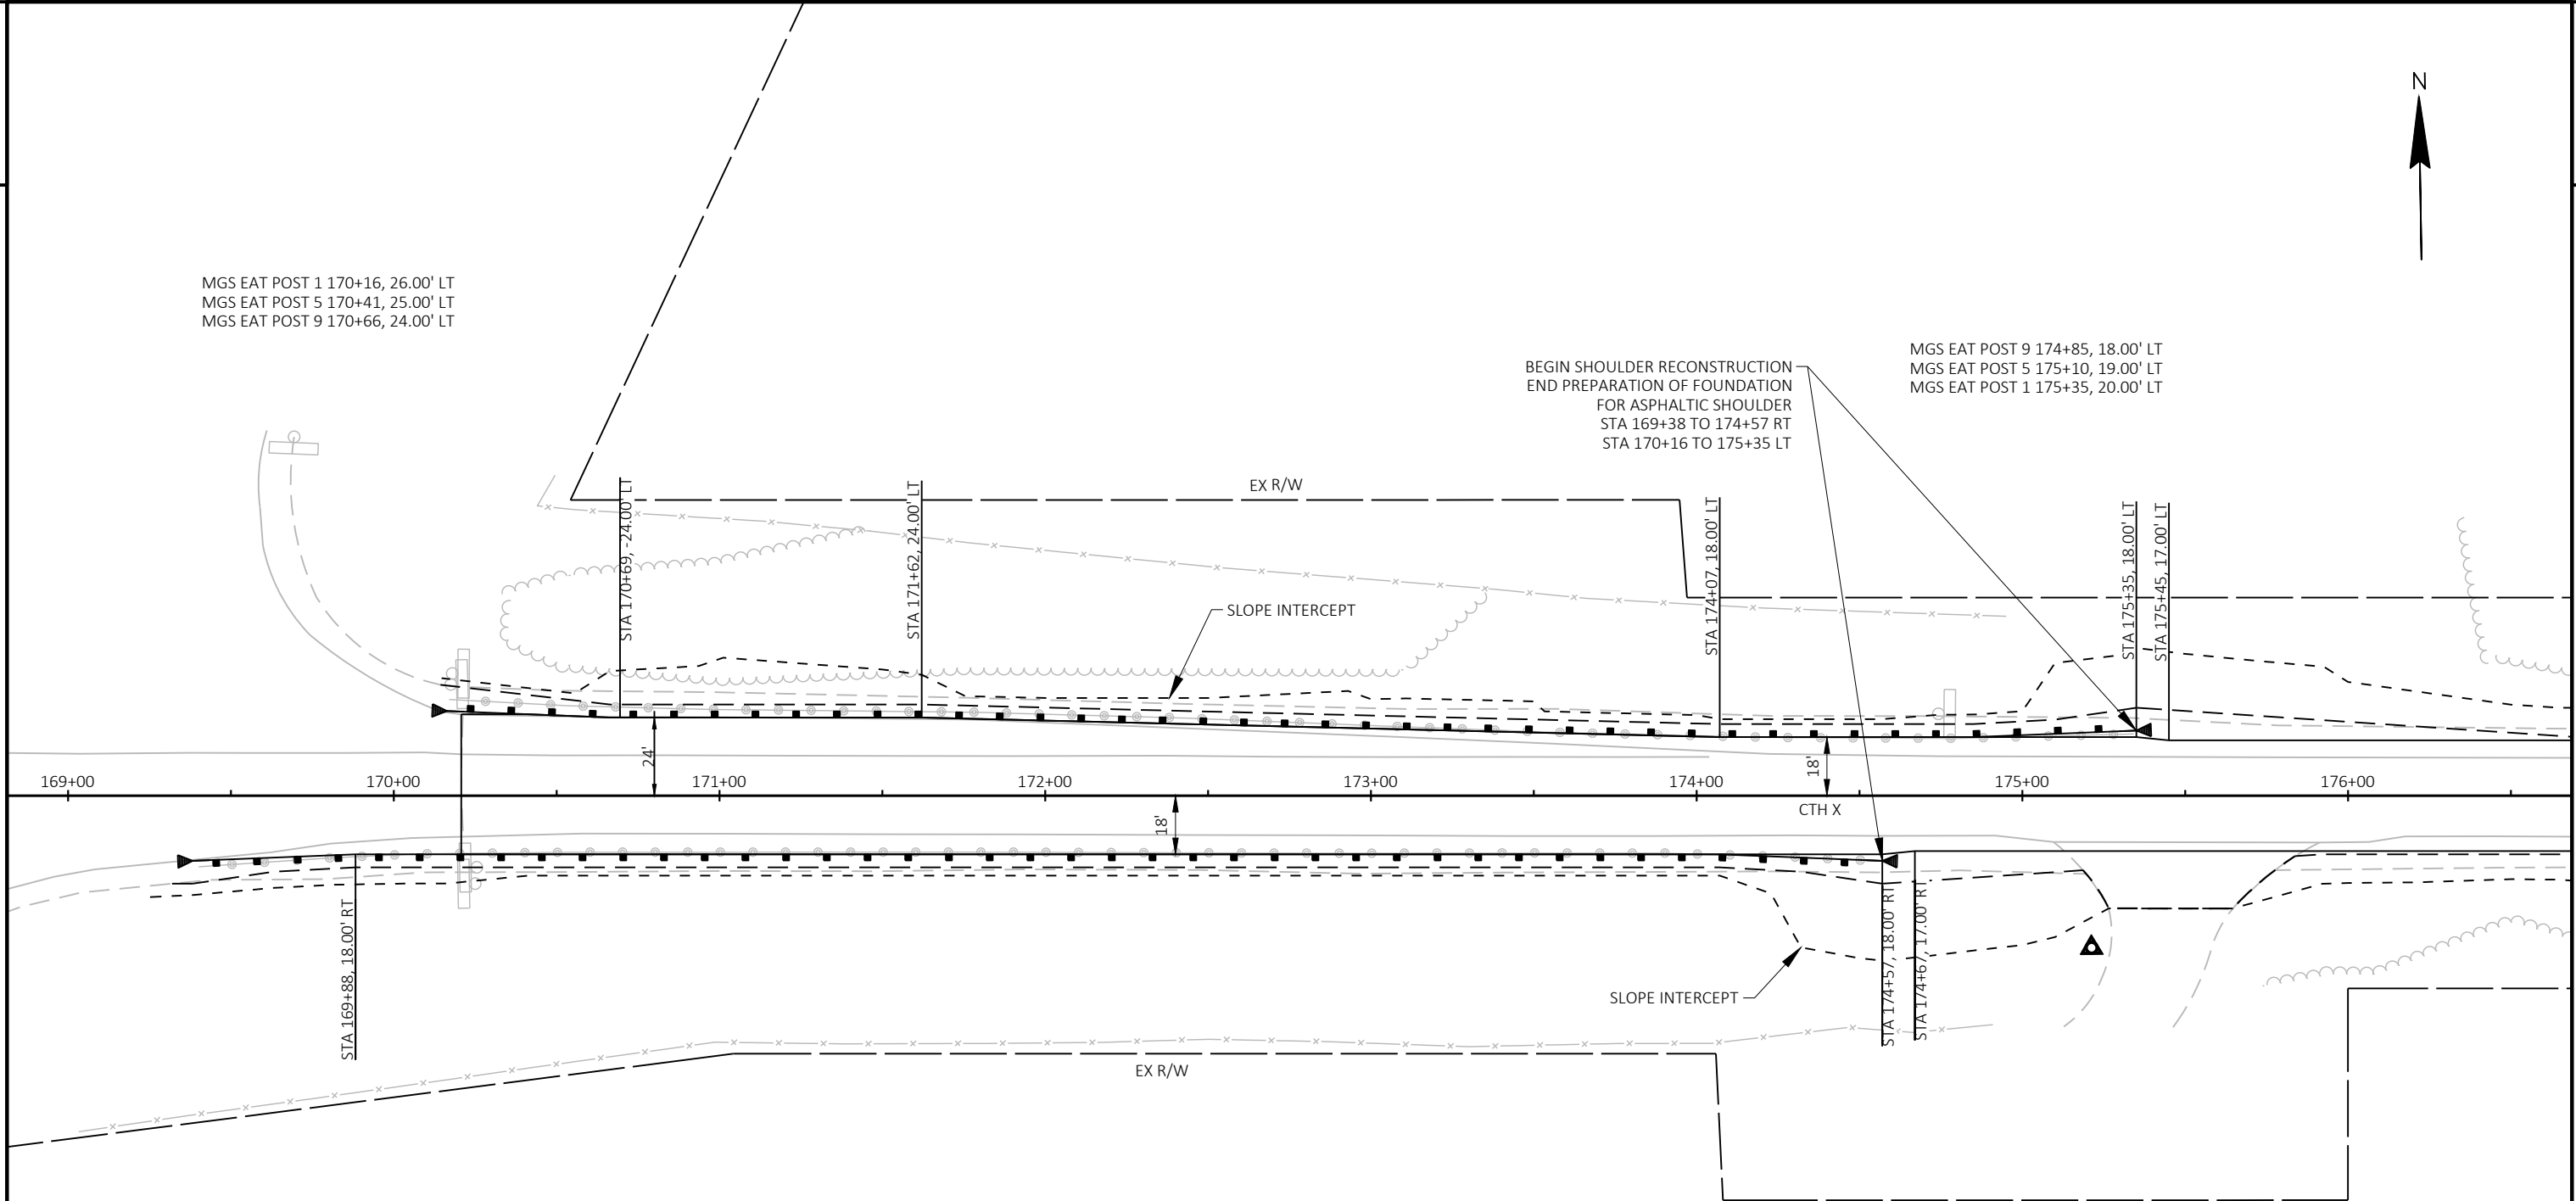 N
MGS EAT POST 1 170+16, 26.00' LT
MGS EAT POST 5 170+41, 25.00' LT
MGS EAT POST 9 170+66, 24.00' LT
MGS EAT POST 9 174+85, 18.00' LT
MGS EAT POST 5 175+10, 19.00' LT
MGS EAT POST 1 175+35, 20.00' LT
BEGIN SHOULDER RECONSTRUCTION
END PREPARATION OF FOUNDATION
FOR ASPHALTIC SHOULDER
STA 169+38 TO 174+57 RT
STA 170+16 TO 175+35 LT
EX R/W
STA 170+69, -24.00' LT
STA 171+62, 24.00' LT
STA 174+07, 18.00' LT
STA 175+35, 18.00' LT
STA 175+45, 17.00' LT
SLOPE INTERCEPT
24'
18'
169+00
170+00
171+00
172+00
173+00
174+00
175+00
176+00
CTH X
18'
STA 169+88, 18.00' RT
STA 174+57, 18.00' RT
STA 174+67, 17.00' RT
SLOPE INTERCEPT
EX R/W